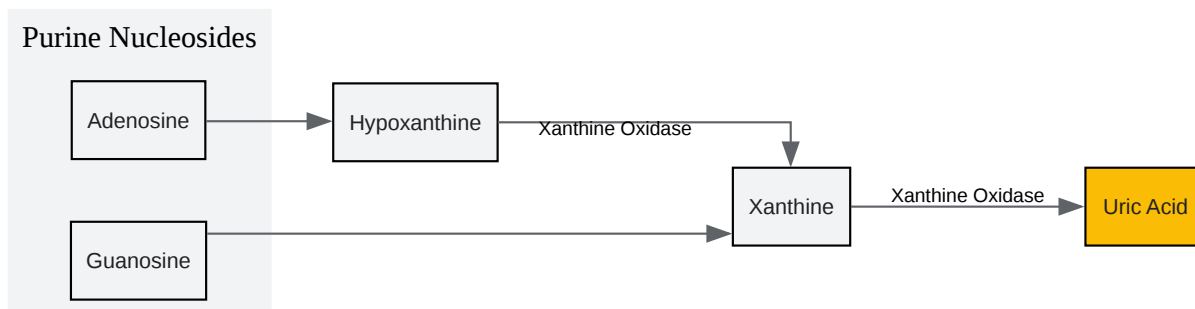 Purine Nucleosides
Adenosine
Hypoxanthine
Xanthine Oxidase
Xanthine
Xanthine Oxidase
Uric Acid
Guanosine